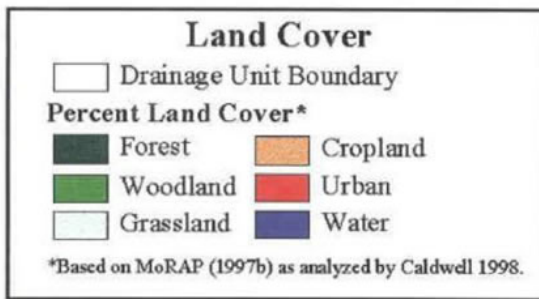 Land Cover
Drainage Unit Boundary
Percent Land Cover*
Forest Cropland
Woodland Urban
Grassland Water
*Based on MoRAP (1997b) as analyzed by Caldwell 1998.